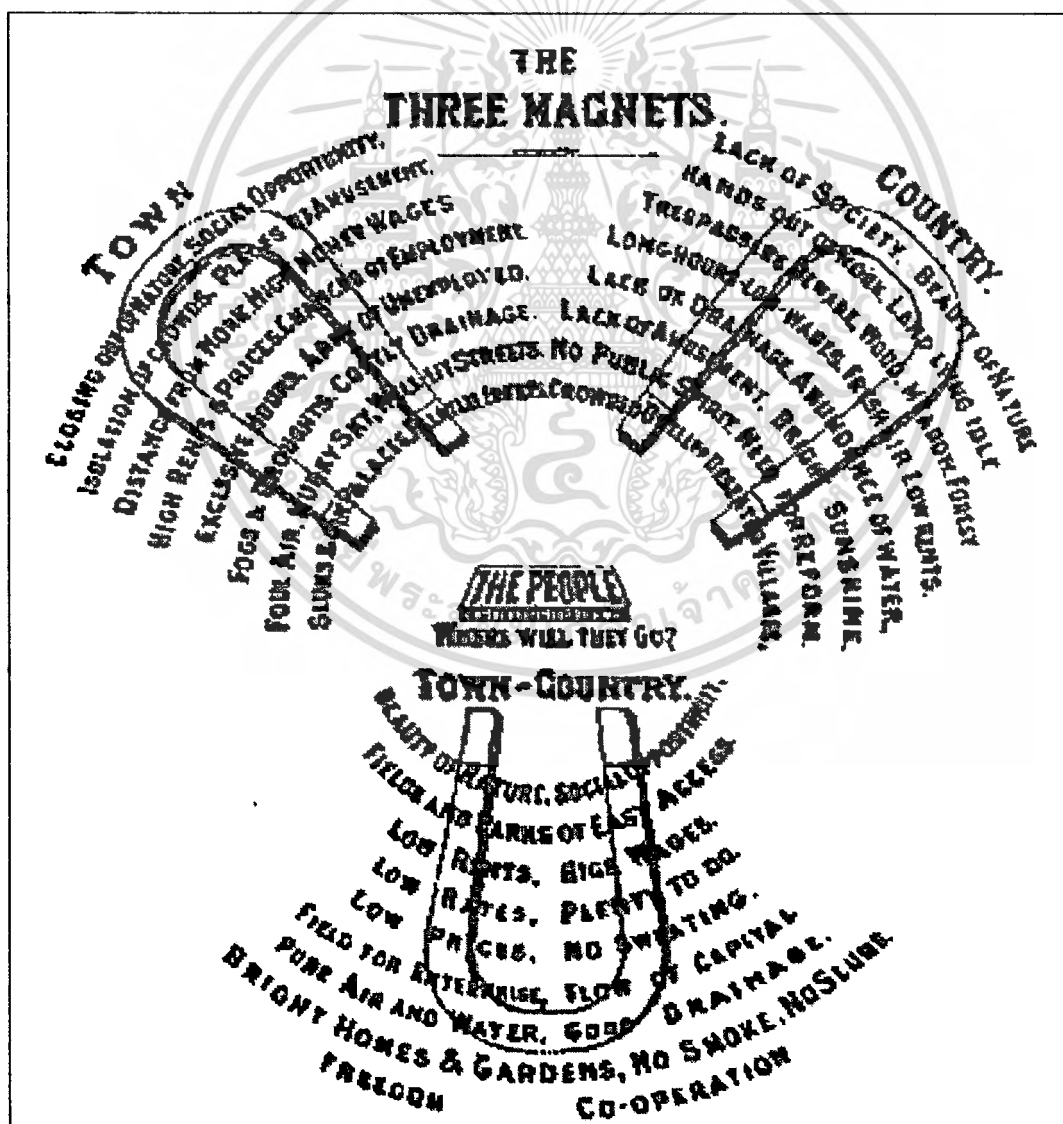 THE
THREE MAGNETS.
TOWN
CLOSING OUT OF NATURE. SOCIAL OPPORTUNITY.
ISOLATION OF CROWDS. PLACES OF AMUSEMENT.
DISTANCE FROM WORK. HIGH MONEY WAGES
HIGH RENTS & PRICES. CHANCES OF EMPLOYMENT
EXCESSIVE HOURS. ARMY OF UNEMPLOYED.
FOGS & DROUGHTS. COSTLY DRAINAGE.
FOUL AIR. MURKY SKY. WELL LIT STREETS.
SLUMS & GIN PALACES.
COUNTRY.
LACK OF SOCIETY. BEAUTY OF NATURE
HANDS OUT OF WORK. LAND LYING IDLE
TRESPASSERS BEWARE. WOOD, MEADOW, FOREST
LONG HOURS-LOW WAGES. FRESH AIR LOW RENTS.
LACK OF DRAINAGE. ABUNDANCE OF WATER.
LACK OF AMUSEMENT. BRIGHT SUNSHINE.
NO PUBLIC SPIRIT NEED FOR REFORM.
CROWDED DWELLINGS DESERTED VILLAGES.
THE PEOPLE
WHERE WILL THEY GO?
TOWN-COUNTRY.
BEAUTY OF NATURE. SOCIAL OPPORTUNITY.
FIELDS AND PARKS OF EASY ACCESS.
LOW RENTS. HIGH WAGES.
LOW RATES. PLENTY TO DO.
LOW PRICES. NO SWEATING.
FIELD FOR ENTERPRISE, FLOW OF CAPITAL
PURE AIR AND WATER, GOOD DRAINAGE.
BRIGHT HOMES & GARDENS, NO SMOKE, NO SLUMS.
FREEDOM
CO-OPERATION